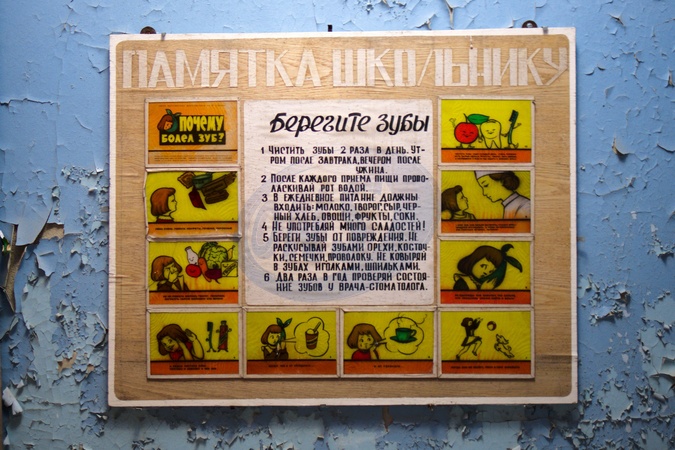 ПАМЯТКА ШКОЛЬНИКУ
ПОЧЕМУ
БОЛЕЛ ЗУБ?
Берегите зубы
1 Чистить зубы 2 раза в день. Ут-
ром после завтрака, вечером после
ужина.
2 После каждого приема пищи пропо-
ласкивай рот водой.
3 В ежедневное питание должны
входить: молоко, творог, сыр, чер-
ный хлеб, овощи, фрукты, соки.
4 Не употребляй много сладостей!
5 Береги зубы от повреждения. Не
раскусывай зубами орехи, косточ-
ки, семечки, проволоку. Не ковыряй
в зубах иголками, шпильками.
6 Два раза в год проверяй состоя-
ние зубов у врача-стоматолога.